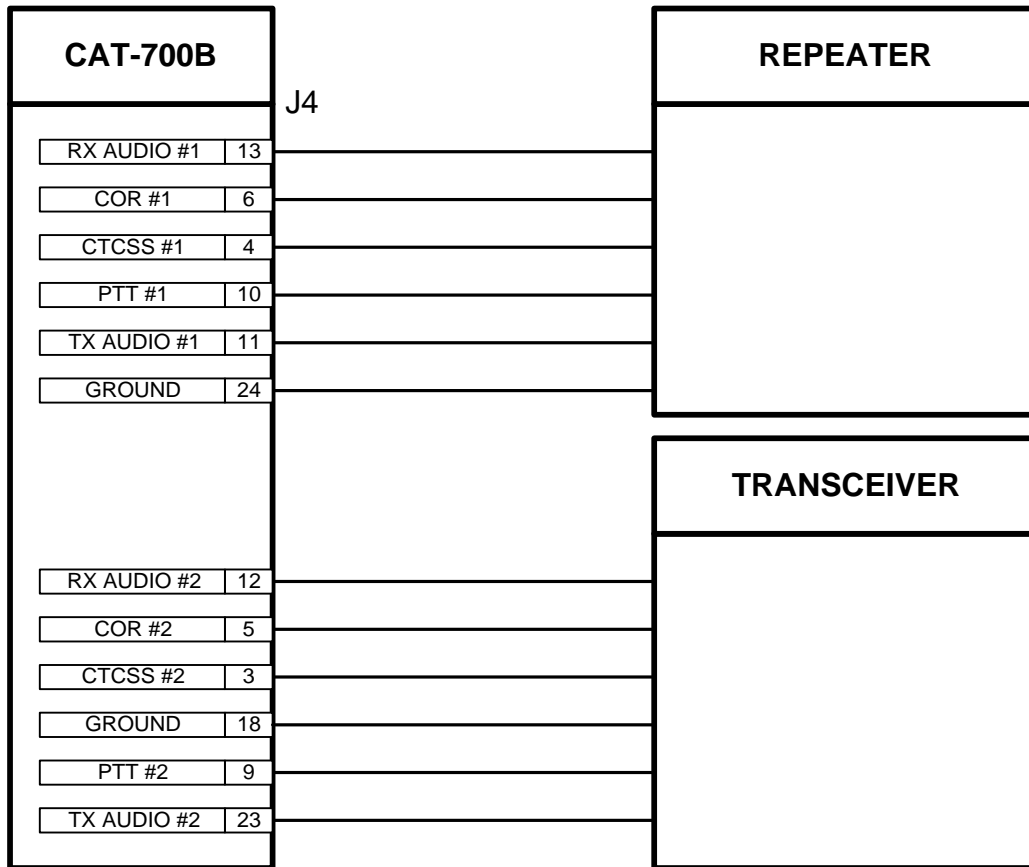 CAT-700B
REPEATER
J4
RX AUDIO #1 13
COR #1 6
CTCSS #1 4
PTT #1 10
TX AUDIO #1 11
GROUND 24
TRANSCEIVER
RX AUDIO #2 12
COR #2 5
CTCSS #2 3
GROUND 18
PTT #2 9
TX AUDIO #2 23